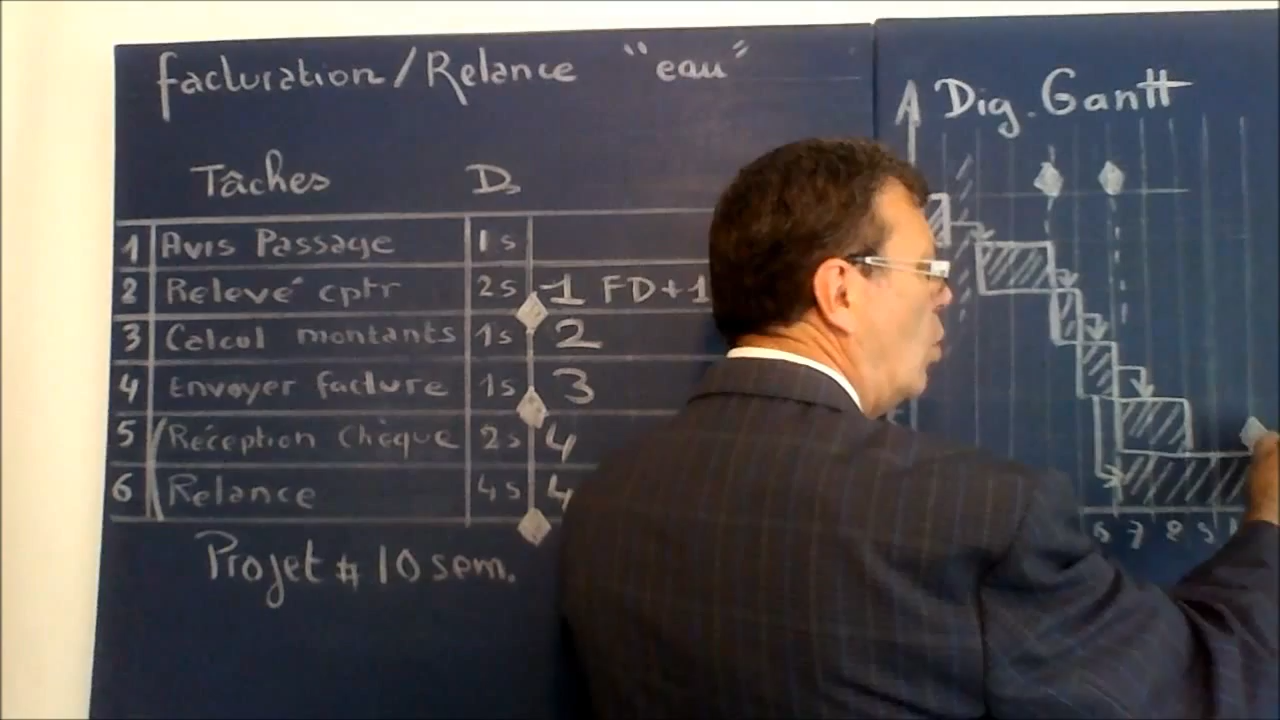 facturation/Relance "eau"
Tâches D
1 Avis Passage 1s
2 Relevé cptr 2s 1 FD+1
3 Calcul montants 1s 2
4 Envoyer facture 1s 3
5 Réception Chèque 2s 4
6 Relance 4s 4
Projet # 10 sem.
Dig. Gantt
6 7 8 9